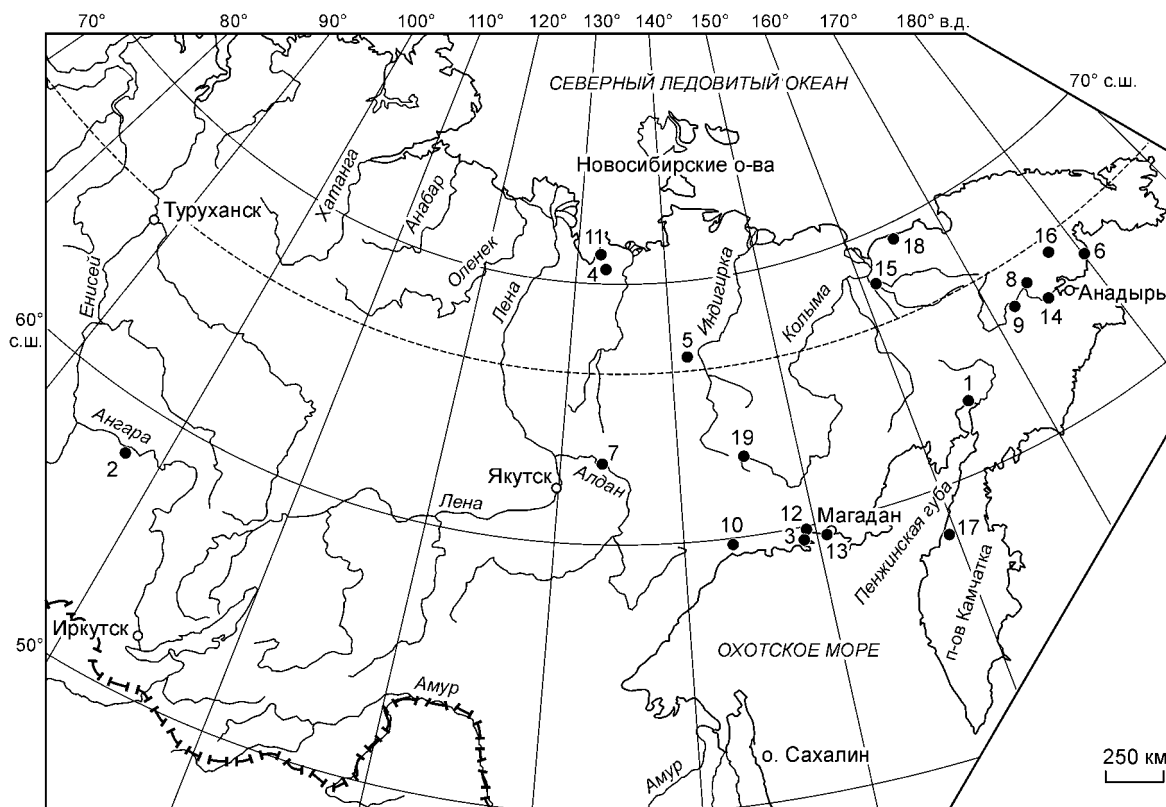 70° 80° 90° 100° 110° 120° 130° 140° 150° 160° 170° 180° в.д.
70° с.ш.
СЕВЕРНЫЙ ЛЕДОВИТЫЙ ОКЕАН
Новосибирские о-ва
Хатанга
Анабар
Туруханск
Оленек
Енисей
Лена
Индигирка
Колыма
11
4
18
16
6
15
8
Анадырь
9
14
60°
с.ш.
5
1
Ангара
2
19
7
Якутск
Алдан
Лена
10
12
Магадан
3
13
Пенжинская губа
17
п-ов Камчатка
50°
Иркутск
ОХОТСКОЕ МОРЕ
Амур
о. Сахалин
Амур
250 км